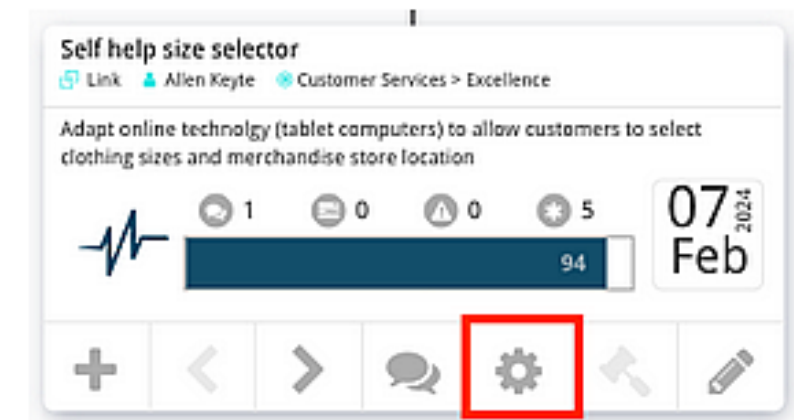 Self help size selector
Link Allen Keyte Customer Services > Excellence
Adapt online technolgy (tablet computers) to allow customers to select
clothing sizes and merchandise store location
1 0 0 5
94
07 2024
Feb